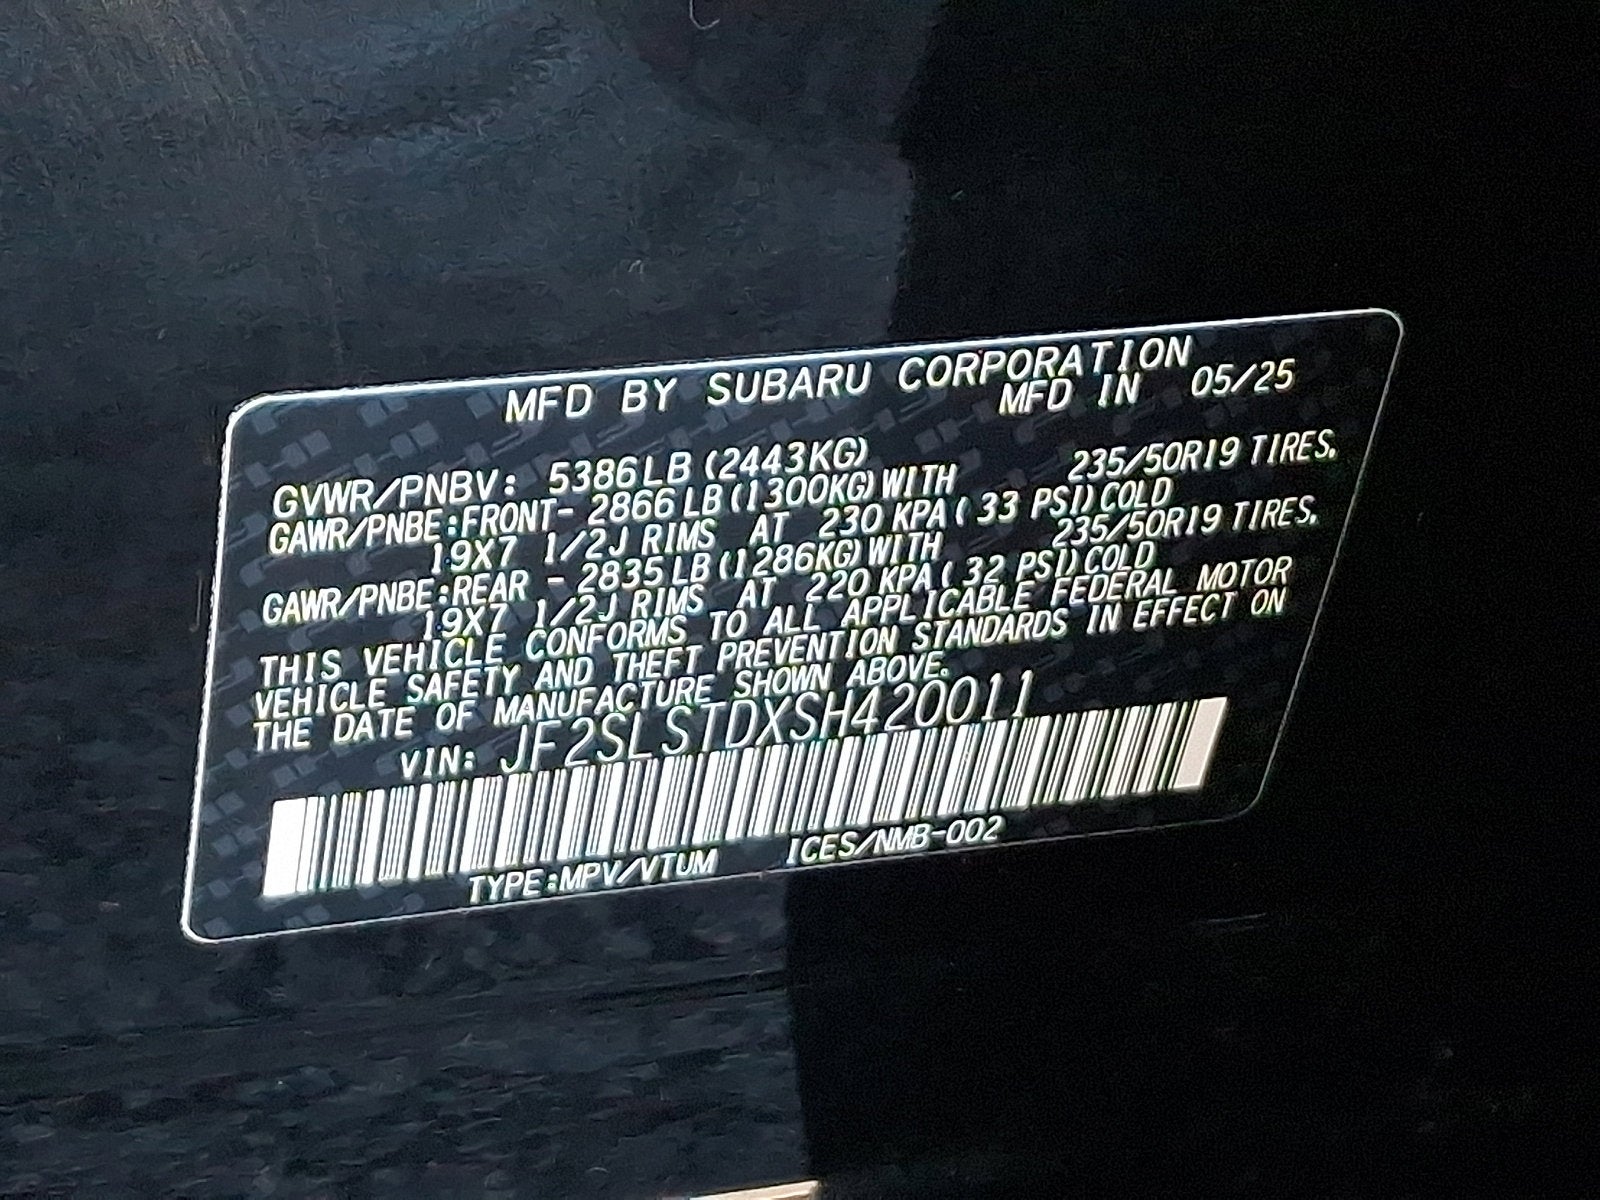 MFD BY SUBARU CORPORATION
MFD IN 05/25
GVWR/PNBV: 5386LB (2443KG)
GAWR/PNBE:FRONT- 2866 LB (1300KG) WITH 235/50R19 TIRES.
19X7 1/2J RIMS AT 230 KPA ( 33 PSI) COLD
GAWR/PNBE:REAR - 2835 LB (1286KG) WITH 235/50R19 TIRES.
19X7 1/2J RIMS AT 220 KPA ( 32 PSI) COLD
THIS VEHICLE CONFORMS TO ALL APPLICABLE FEDERAL MOTOR
VEHICLE SAFETY AND THEFT PREVENTION STANDARDS IN EFFECT ON
THE DATE OF MANUFACTURE SHOWN ABOVE.
VIN: JF2SLSTDXSH420011
TYPE:MPV/VTUM ICES/NMB-002